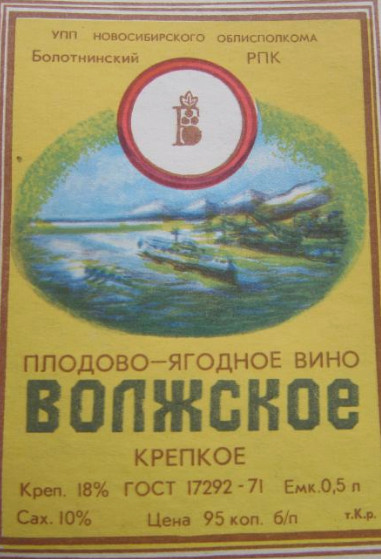 УПП НОВОСИБИРСКОГО ОБЛИСПОЛКОМА
Болотнинский РПК
Б
ПЛОДОВО-ЯГОДНОЕ ВИНО
ВОЛЖСКОЕ
КРЕПКОЕ
Креп. 18% ГОСТ 17292-71 Емк.0,5 л
Сах. 10% Цена 95 коп. б/п т.К.р.